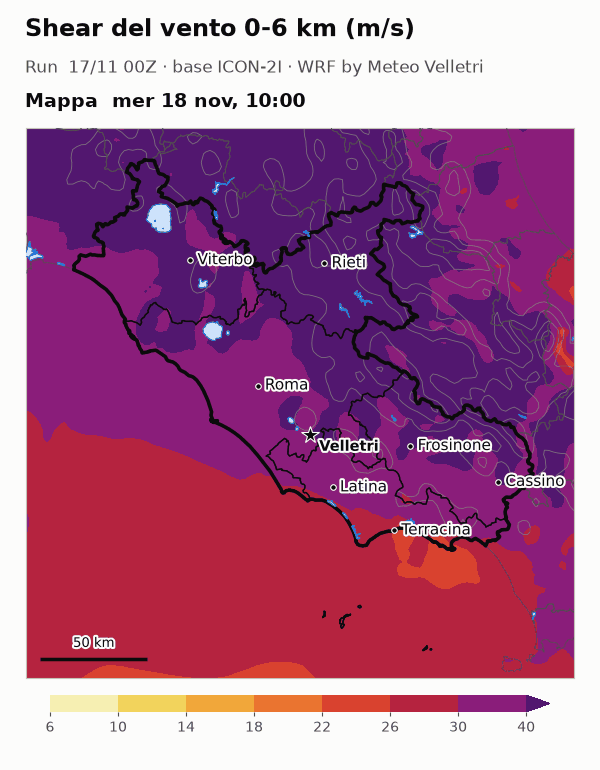 Shear del vento 0-6 km (m/s)
Run  17/11 00Z · base ICON-2I · WRF by Meteo Velletri
Mappa  mer 18 nov, 10:00
Viterbo
Rieti
Roma
Velletri
Frosinone
Cassino
Latina
Terracina
50 km
6 10 14 18 22 26 30 40